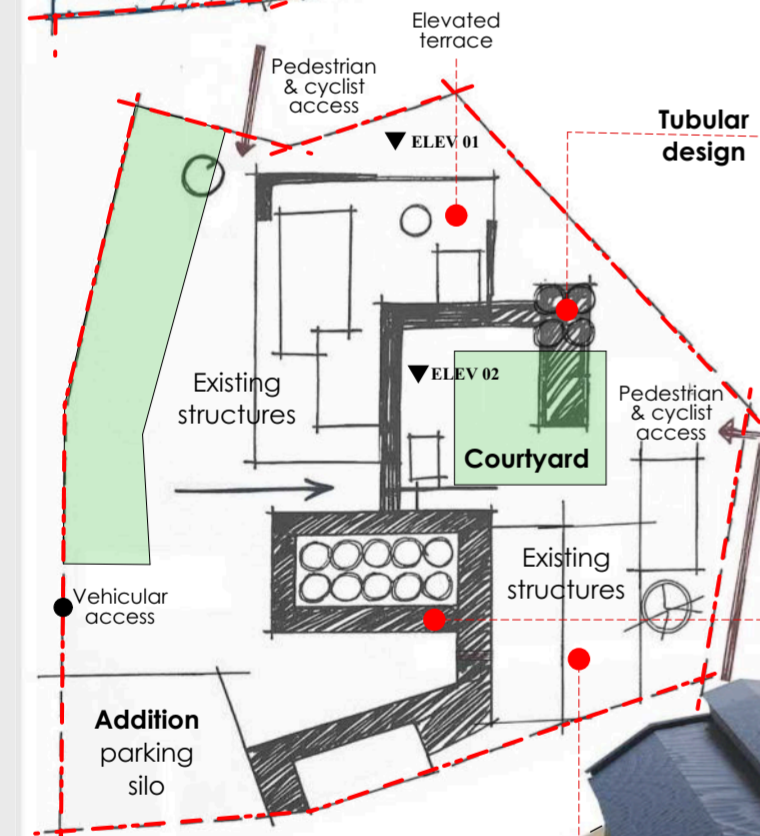 Elevated
terrace
Pedestrian
& cyclist
access
Tubular
design
ELEV 01
Existing
structures
ELEV 02
Pedestrian
& cyclist
access
Courtyard
Existing
structures
Vehicular
access
Addition
parking
silo